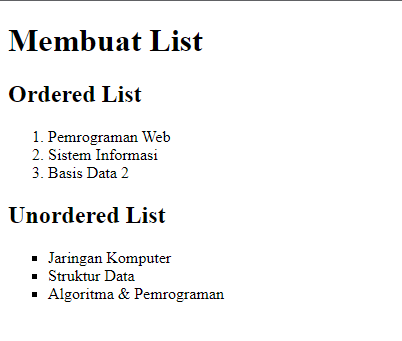 Membuat List
Ordered List
1. Pemrograman Web
2. Sistem Informasi
3. Basis Data 2
Unordered List
▪ Jaringan Komputer
▪ Struktur Data
▪ Algoritma & Pemrograman